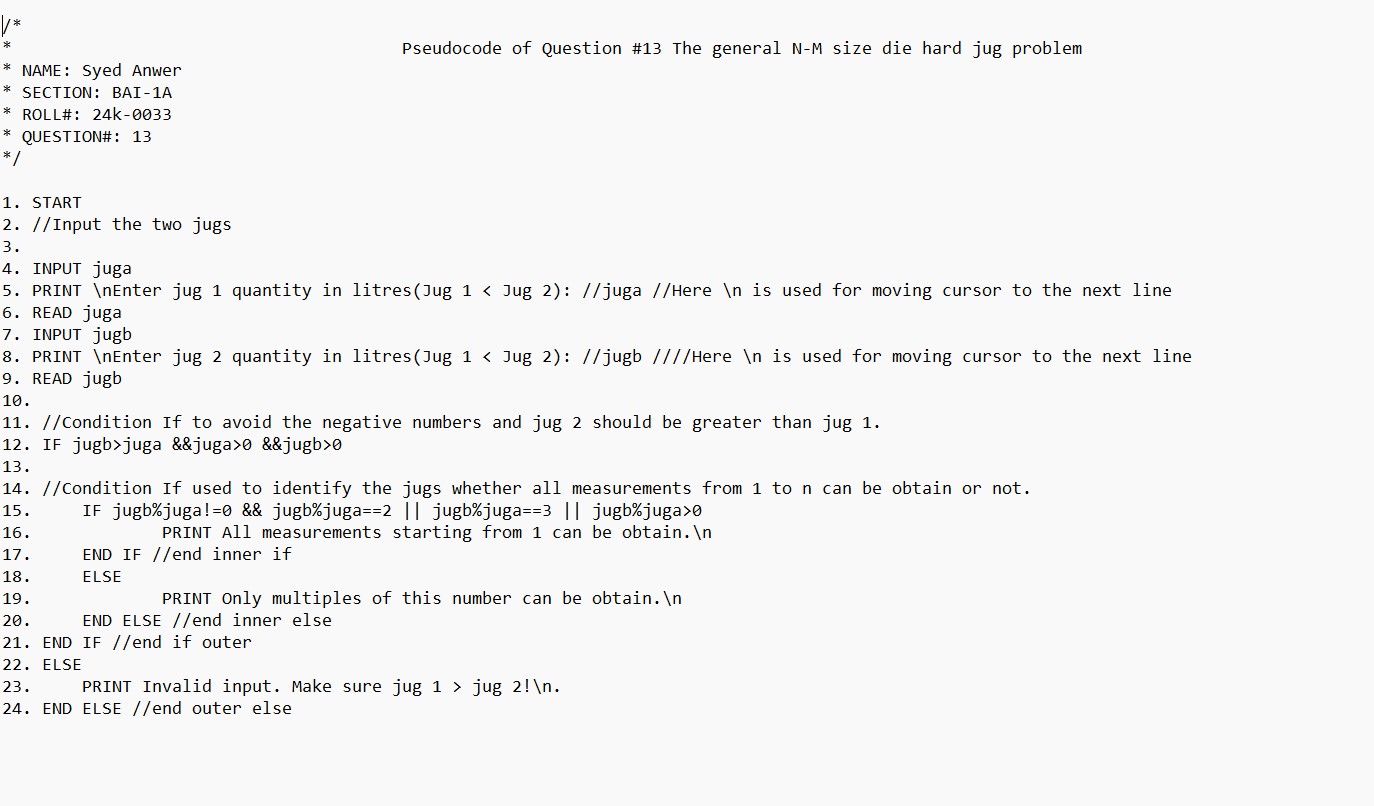 /*
* Pseudocode of Question #13 The general N-M size die hard jug problem
* NAME: Syed Anwer
* SECTION: BAI-1A
* ROLL#: 24k-0033
* QUESTION#: 13
*/
1. START
2. //Input the two jugs
3.
4. INPUT juga
5. PRINT \nEnter jug 1 quantity in litres(Jug 1 < Jug 2): //juga //Here \n is used for moving cursor to the next line
6. READ juga
7. INPUT jugb
8. PRINT \nEnter jug 2 quantity in litres(Jug 1 < Jug 2): //jugb ////Here \n is used for moving cursor to the next line
9. READ jugb
10.
11. //Condition If to avoid the negative numbers and jug 2 should be greater than jug 1.
12. IF jugb>juga &&juga>0 &&jugb>0
13.
14. //Condition If used to identify the jugs whether all measurements from 1 to n can be obtain or not.
15. IF jugb%juga!=0 && jugb%juga==2 || jugb%juga==3 || jugb%juga>0
16. PRINT All measurements starting from 1 can be obtain.\n
17. END IF //end inner if
18. ELSE
19. PRINT Only multiples of this number can be obtain.\n
20. END ELSE //end inner else
21. END IF //end if outer
22. ELSE
23. PRINT Invalid input. Make sure jug 1 > jug 2!\n.
24. END ELSE //end outer else